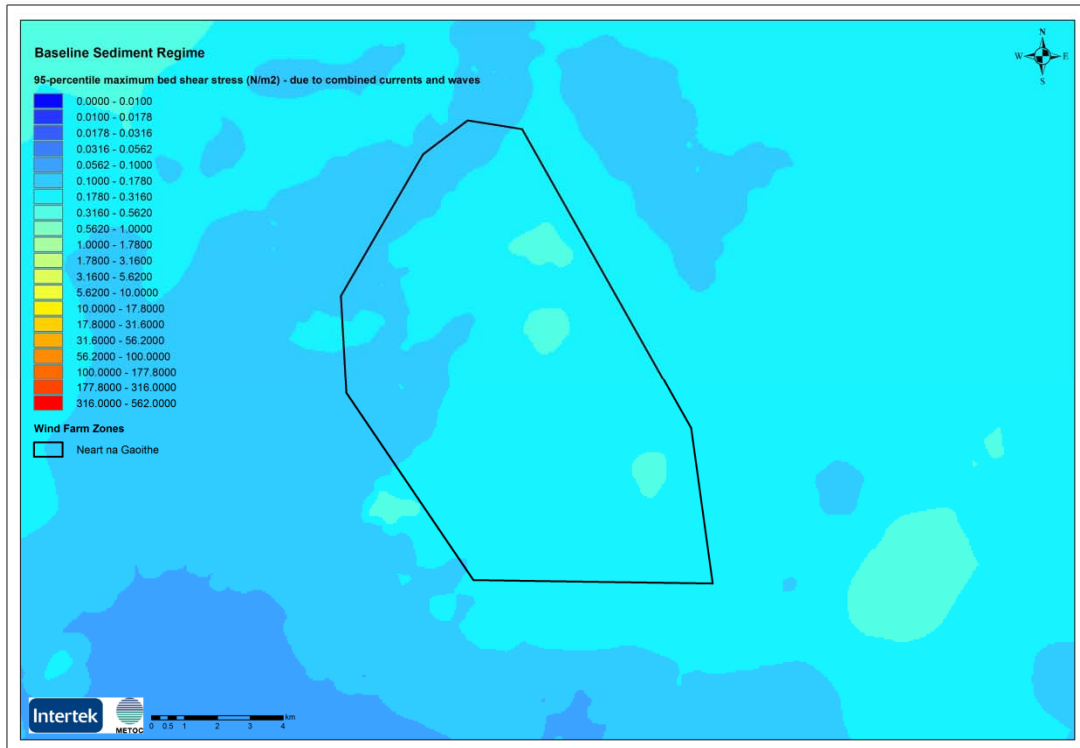 Baseline Sediment Regime
95-percentile maximum bed shear stress (N/m2) - due to combined currents and waves
0.0000 - 0.0100
0.0100 - 0.0178
0.0178 - 0.0316
0.0316 - 0.0562
0.0562 - 0.1000
0.1000 - 0.1780
0.1780 - 0.3160
0.3160 - 0.5620
0.5620 - 1.0000
1.0000 - 1.7800
1.7800 - 3.1600
3.1600 - 5.6200
5.6200 - 10.0000
10.0000 - 17.8000
17.8000 - 31.6000
31.6000 - 56.2000
56.2000 - 100.0000
100.0000 - 177.8000
177.8000 - 316.0000
316.0000 - 562.0000
Wind Farm Zones
Neart na Gaoithe
N
W E
S
Intertek
METOC
km
0 0.5 1 2 3 4